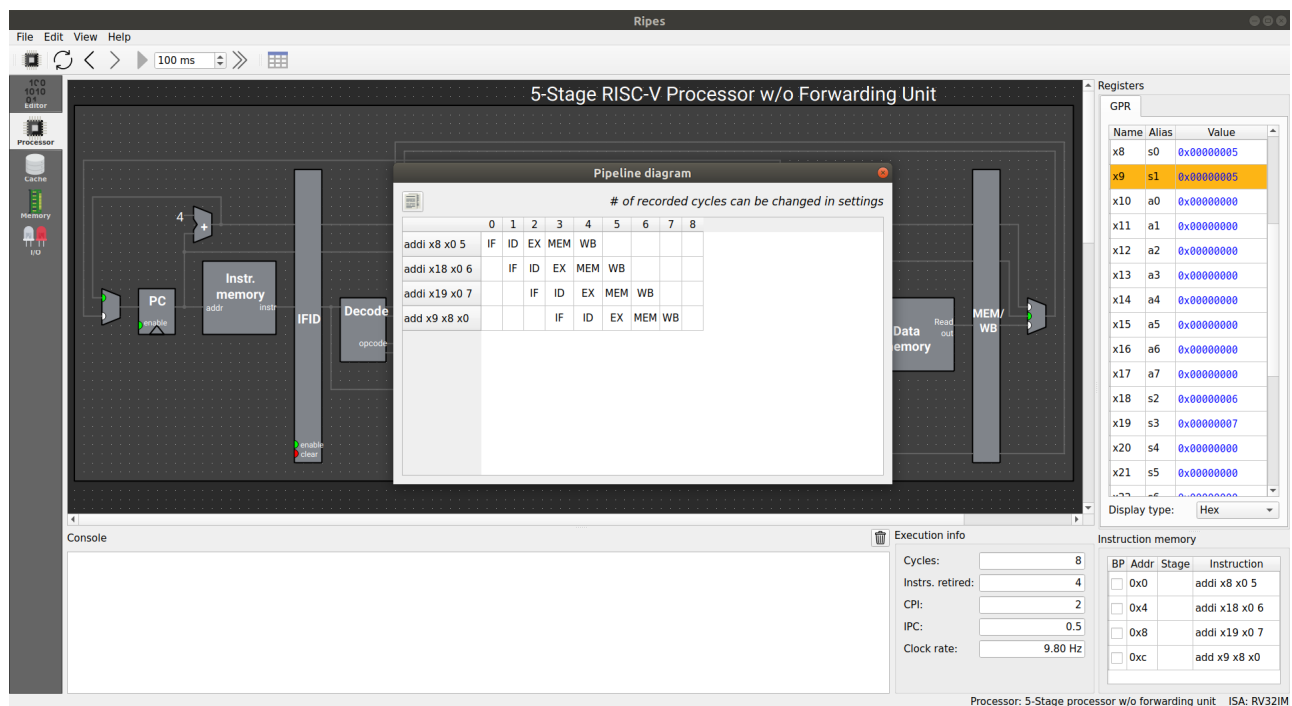 Ripes
File Edit View Help
100 ms
5-Stage RISC-V Processor w/o Forwarding Unit
Editor
Processor
Cache
Memory
I/O
4
+
PC
enable
Instr.
memory
addr
instr
IFID
enable
clear
Decode
opcode
Pipeline diagram
# of recorded cycles can be changed in settings
0 1 2 3 4 5 6 7 8
addi x8 x0 5 IF ID EX MEM WB
addi x18 x0 6 IF ID EX MEM WB
addi x19 x0 7 IF ID EX MEM WB
add x9 x8 x0 IF ID EX MEM WB
Data
emory
Read
out
MEM/
WB
Registers
GPR
Name Alias Value
x8 s0 0x00000005
x9 s1 0x00000005
x10 a0 0x00000000
x11 a1 0x00000000
x12 a2 0x00000000
x13 a3 0x00000000
x14 a4 0x00000000
x15 a5 0x00000000
x16 a6 0x00000000
x17 a7 0x00000000
x18 s2 0x00000006
x19 s3 0x00000007
x20 s4 0x00000000
x21 s5 0x00000000
Display type: Hex
Console
Execution info
Cycles: 8
Instrs. retired: 4
CPI: 2
IPC: 0.5
Clock rate: 9.80 Hz
Instruction memory
BP Addr Stage Instruction
0x0 addi x8 x0 5
0x4 addi x18 x0 6
0x8 addi x19 x0 7
0xc add x9 x8 x0
Processor: 5-Stage processor w/o forwarding unit ISA: RV32IM